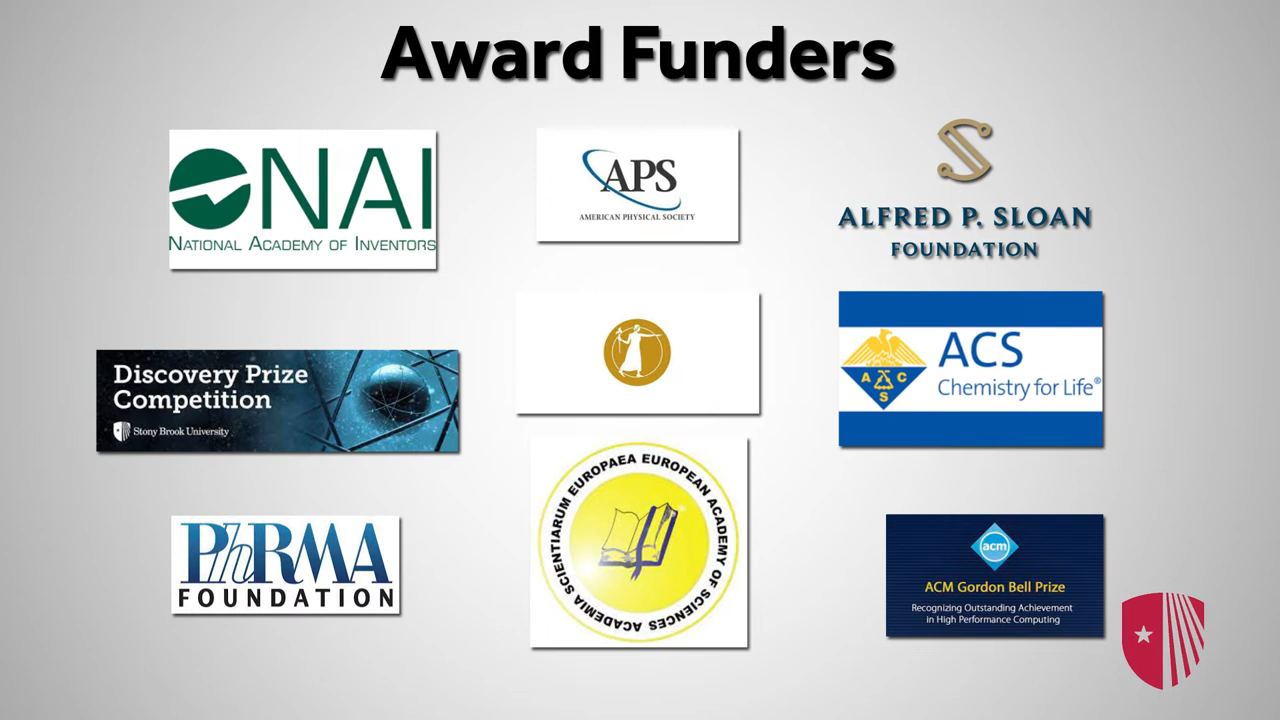 Award Funders
NAI
NATIONAL ACADEMY OF INVENTORS
APS
AMERICAN PHYSICAL SOCIETY
ALFRED P. SLOAN
FOUNDATION
Discovery Prize
Competition
Stony Brook University
ACS
Chemistry for Life®
A C
S
PhRMA
FOUNDATION
ACADEMIA SCIENTIARUM EUROPAEA EUROPEAN ACADEMY OF SCIENCES
acm
ACM Gordon Bell Prize
Recognizing Outstanding Achievement
in High Performance Computing